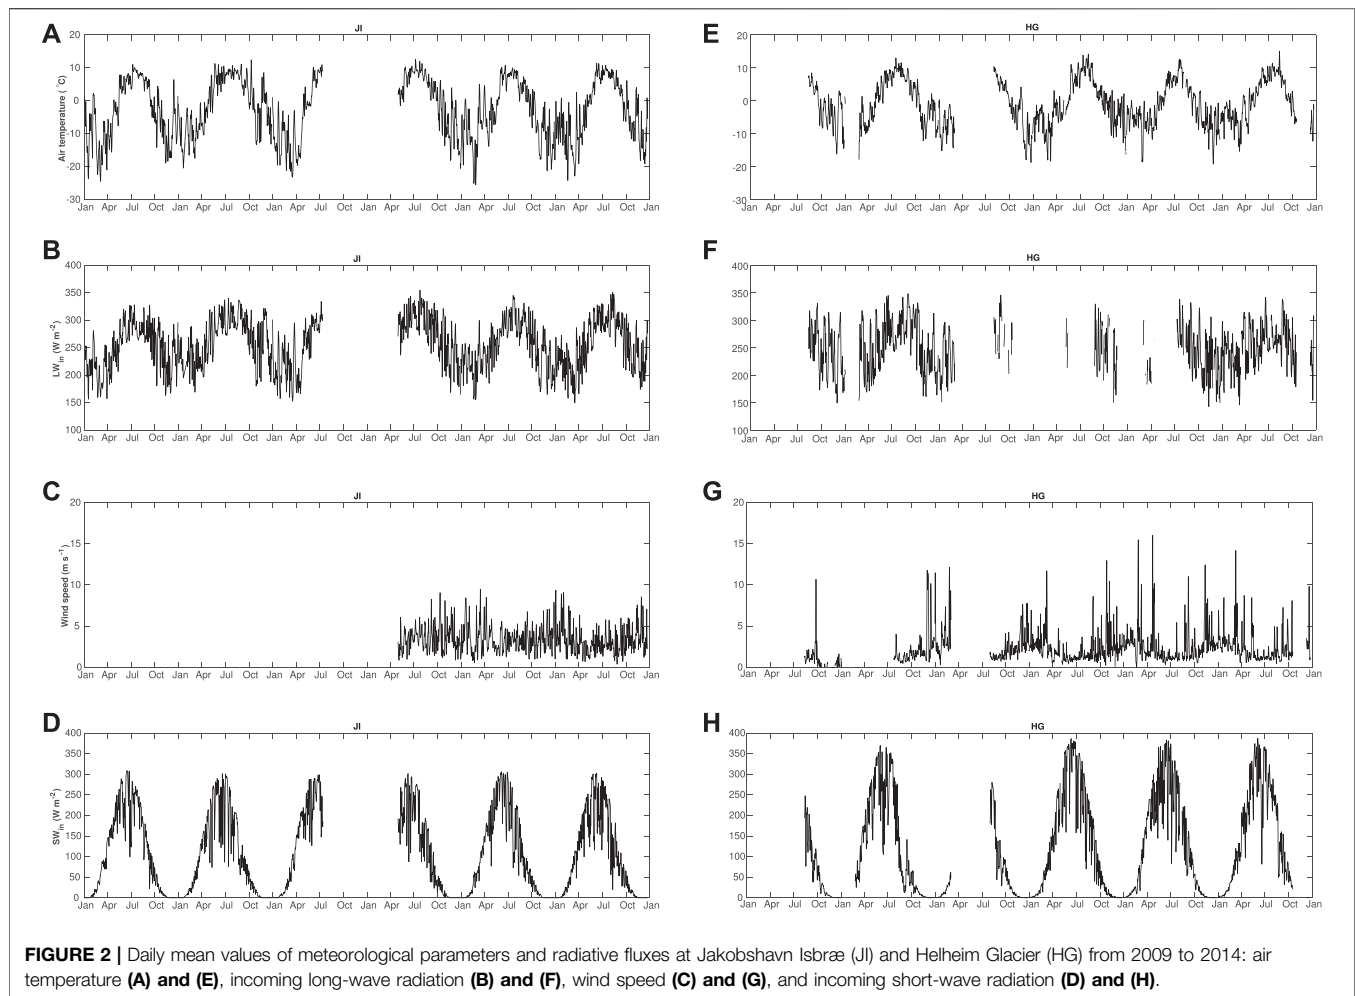 A
JI
20
10
0
-10
-20
-30
Air temperature (°C)
Jan Apr Jul Oct Jan Apr Jul Oct Jan Apr Jul Oct Jan Apr Jul Oct Jan Apr Jul Oct Jan Apr Jul Oct Jan
E
HG
20
10
0
-10
-20
-30
Jan Apr Jul Oct Jan Apr Jul Oct Jan Apr Jul Oct Jan Apr Jul Oct Jan Apr Jul Oct Jan Apr Jul Oct Jan
B
JI
400
350
300
250
200
150
100
LWin (W m-2)
Jan Apr Jul Oct Jan Apr Jul Oct Jan Apr Jul Oct Jan Apr Jul Oct Jan Apr Jul Oct Jan Apr Jul Oct Jan
F
HG
400
350
300
250
200
150
100
Jan Apr Jul Oct Jan Apr Jul Oct Jan Apr Jul Oct Jan Apr Jul Oct Jan Apr Jul Oct Jan Apr Jul Oct Jan
C
JI
20
15
10
5
0
Wind speed (m s-1)
Jan Apr Jul Oct Jan Apr Jul Oct Jan Apr Jul Oct Jan Apr Jul Oct Jan Apr Jul Oct Jan Apr Jul Oct Jan
G
HG
20
15
10
5
0
Jan Apr Jul Oct Jan Apr Jul Oct Jan Apr Jul Oct Jan Apr Jul Oct Jan Apr Jul Oct Jan Apr Jul Oct Jan
D
JI
400
350
300
250
200
150
100
50
0
SWin (W m-2)
Jan Apr Jul Oct Jan Apr Jul Oct Jan Apr Jul Oct Jan Apr Jul Oct Jan Apr Jul Oct Jan Apr Jul Oct Jan
H
HG
400
350
300
250
200
150
100
50
0
Jan Apr Jul Oct Jan Apr Jul Oct Jan Apr Jul Oct Jan Apr Jul Oct Jan Apr Jul Oct Jan Apr Jul Oct Jan
FIGURE 2 | Daily mean values of meteorological parameters and radiative fluxes at Jakobshavn Isbræ (JI) and Helheim Glacier (HG) from 2009 to 2014: air
temperature (A) and (E), incoming long-wave radiation (B) and (F), wind speed (C) and (G), and incoming short-wave radiation (D) and (H).